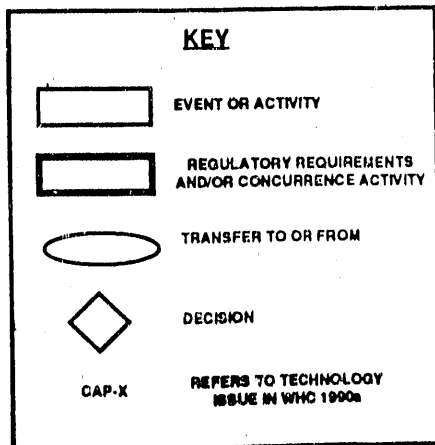 KEY
EVENT OR ACTIVITY
REGULATORY REQUIREMENTS
AND/OR CONCURRENCE ACTIVITY
TRANSFER TO OR FROM
DECISION
CAP-X REFERS TO TECHNOLOGY
ISSUE IN WHC 1990a